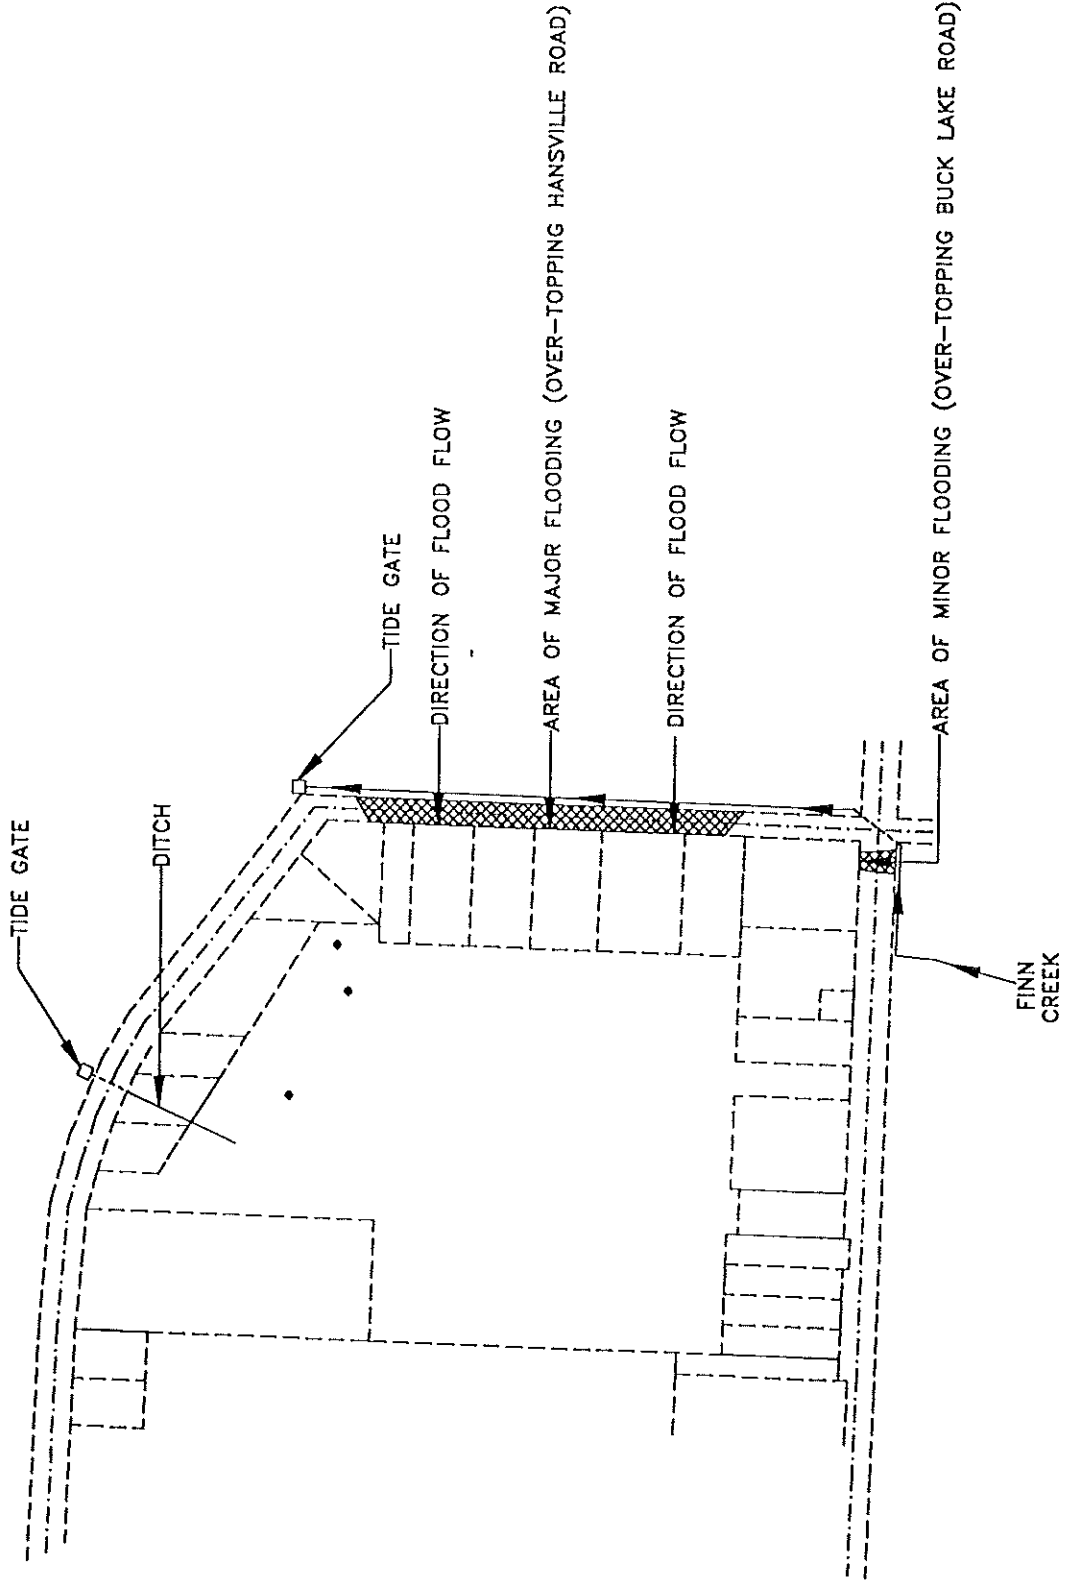 TIDE GATE
DITCH
TIDE GATE
DIRECTION OF FLOOD FLOW
AREA OF MAJOR FLOODING (OVER-TOPPING HANSVILLE ROAD)
DIRECTION OF FLOOD FLOW
AREA OF MINOR FLOODING (OVER-TOPPING BUCK LAKE ROAD)
FINN
CREEK